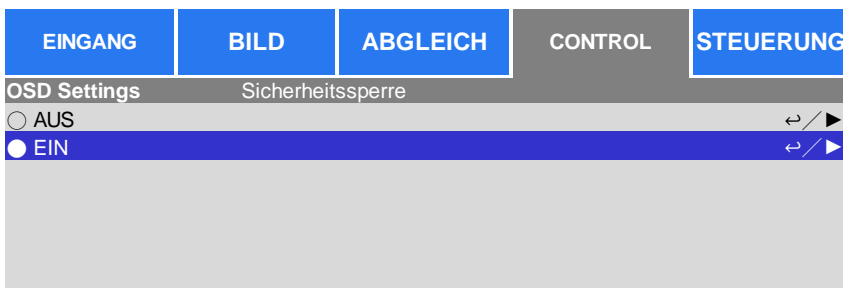 EINGANG BILD ABGLEICH CONTROL STEUERUNG
OSD Settings Sicherheitssperre
○ AUS ↩／▶
● EIN ↩／▶